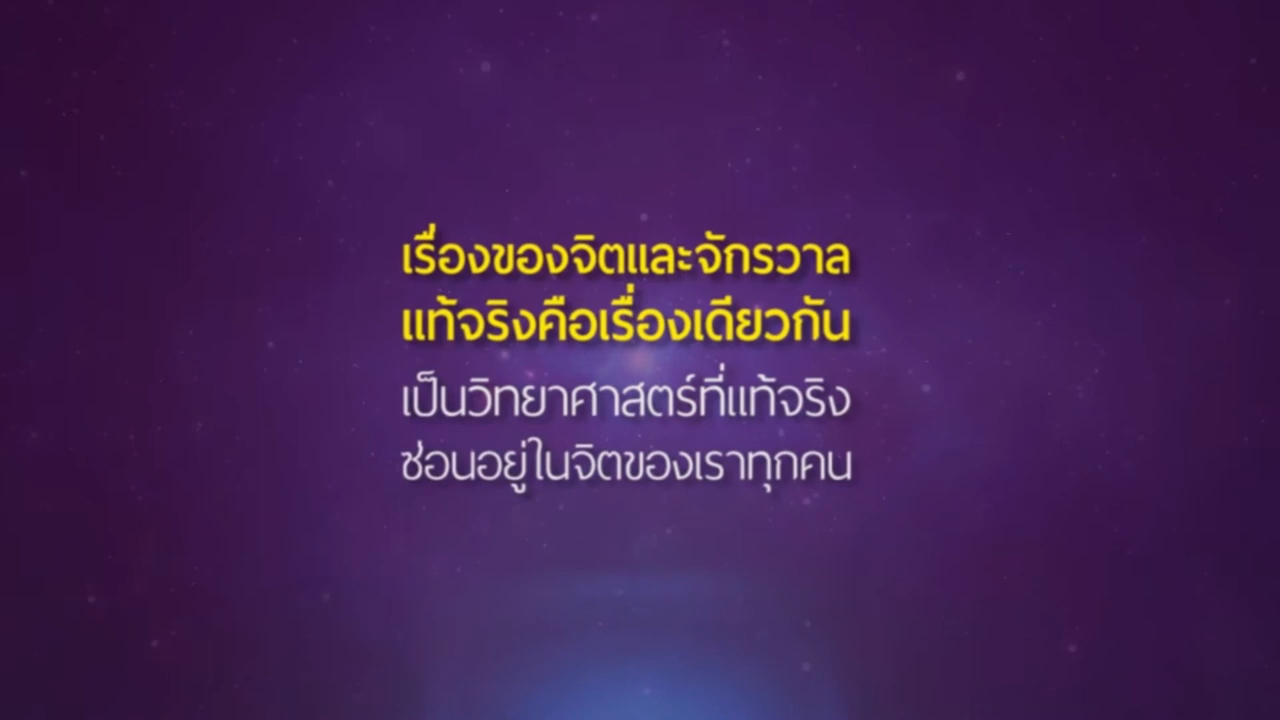 เรื่องของจิตและจักรวาล
แท้จริงคือเรื่องเดียวกัน
เป็นวิทยาศาสตร์ที่แท้จริง
ซ่อนอยู่ในจิตของเราทุกคน